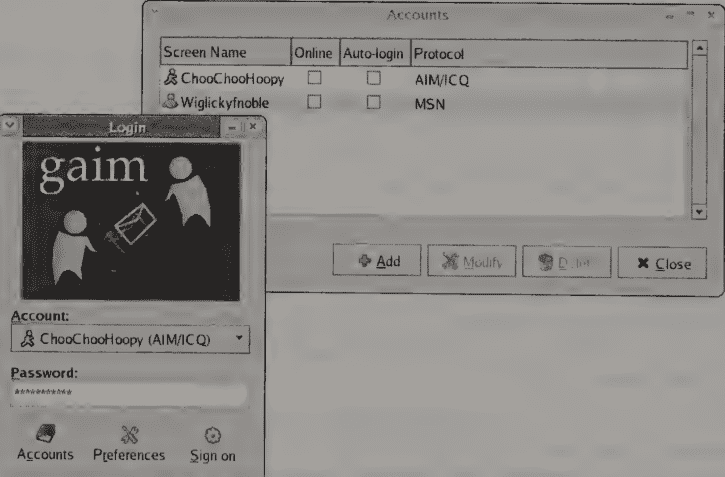 Accounts
Screen Name Online Auto-login Protocol
ChooChooHoopy AIM/ICQ
Wiglickyfnoble MSN
Add Modify Delete Close
Login
gaim
Account:
ChooChooHoopy (AIM/ICQ)
Password:
***********
Accounts Preferences Sign on